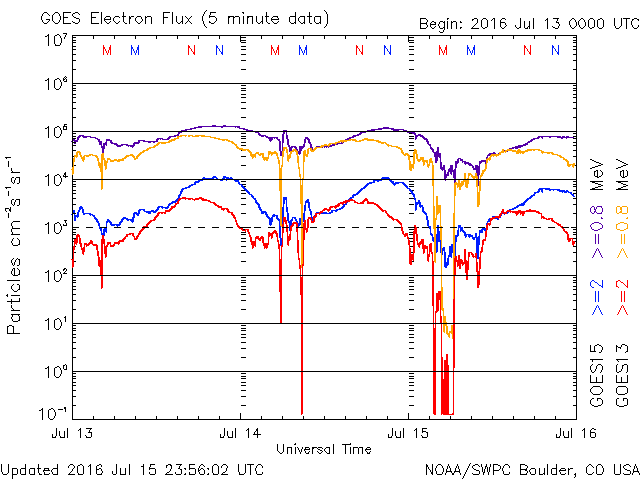 GOES Electron Flux (5 minute data)
Begin: 2016 Jul 13 0000 UTC
10⁷
M M N N M M N N M M N N
10⁶
10⁵
10⁴
10³
10²
10¹
10⁰
10⁻¹
Particles cm⁻²s⁻¹sr⁻¹
Jul 13 Jul 14 Jul 15 Jul 16
Universal Time
GOES15 >=2 >=0.8 MeV
GOES13 >=2 >=0.8 MeV
Updated 2016 Jul 15 23:56:02 UTC
NOAA/SWPC Boulder, CO USA